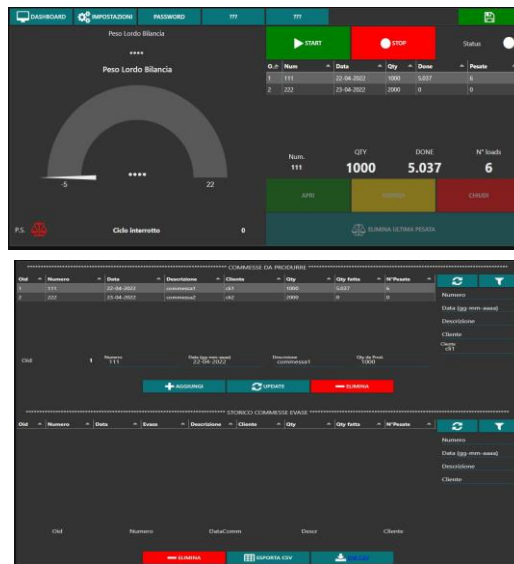 DASHBOARD IMPOSTAZIONI PASSWORD ??? ???
Peso Lordo Bilancia
****
START STOP Status
Peso Lordo Bilancia
Num Data Qty Done Pesate
1 111 22-04-2022 1000 5.037 6
2 222 23-04-2022 2000 0 0
****
-5 22
Num. QTY DONE N° loads
111 1000 5.037 6
APRI CHIUDI
P.S. Ciclo interrotto 0
ELIMINA ULTIMA PESATA
COMMESSE DA PRODURRE
Oid Numero Data Descrizione Cliente Qty Qty fatta N°Pesate
1 111 22-04-2022 commessa1 cli1 1000 5.037 6
2 222 23-04-2022 commessa2 cli2 2000 0 0
Numero
Data (gg-mm-aaaa)
Descrizione
Cliente
Cliente
cli1
Numero Data (gg-mm-aaaa) Descrizione Qty da Prod.
Oid 1 111 22-04-2022 commessa1 1000
AGGIUNGI UPDATE ELIMINA
STORICO COMMESSE EVASE
Oid Numero Data Evasa Descrizione Cliente Qty Qty fatta N°Pesate
Numero
Data (gg-mm-aaaa)
Descrizione
Cliente
Oid Numero DataComm Descr Cliente
ELIMINA ESPORTA CSV